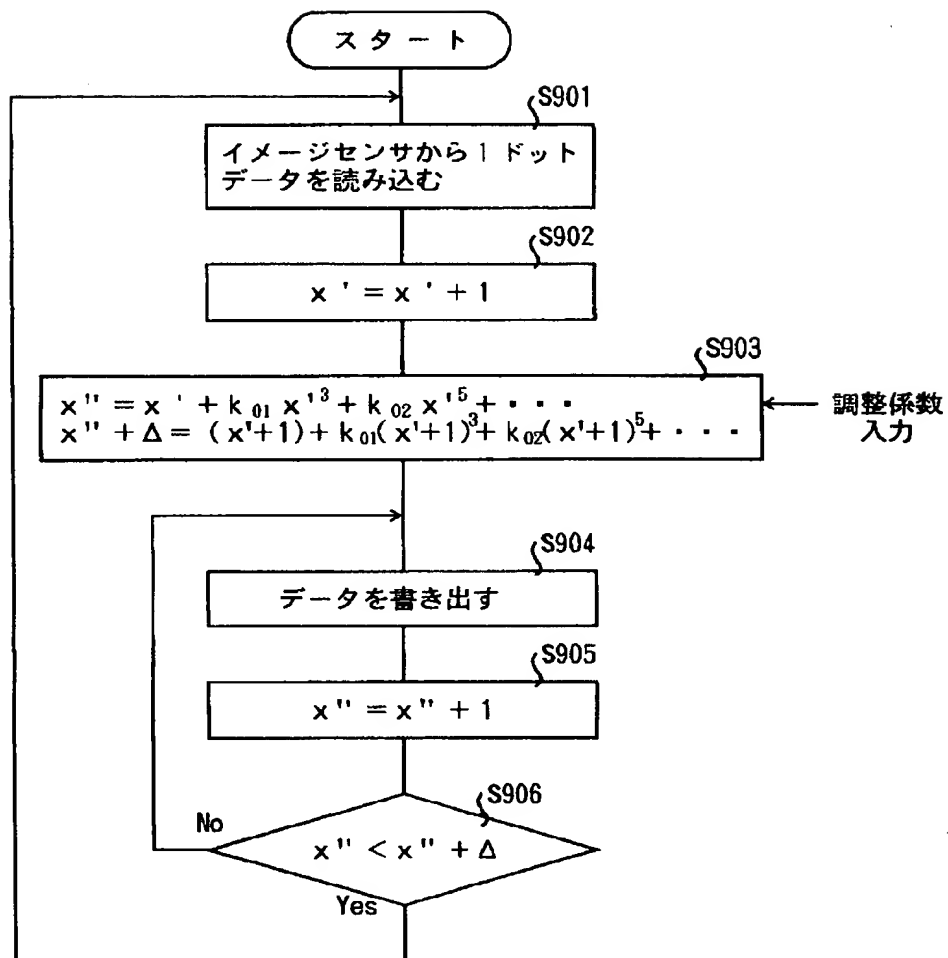 スタート
S901
イメージセンサから1ドット
データを読み込む
S902
x' = x' + 1
S903
x'' = x' + k₀₁ x'³ + k₀₂ x'⁵ + ・・・
x'' + Δ = (x'+1) + k₀₁(x'+1)³ + k₀₂(x'+1)⁵ + ・・・
調整係数
入力
S904
データを書き出す
S905
x'' = x'' + 1
S906
No
x'' < x'' + Δ
Yes